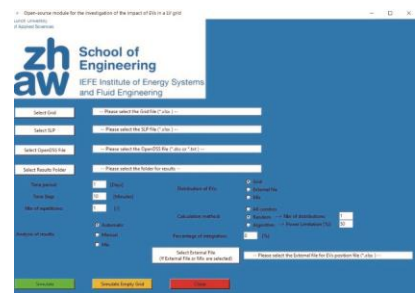 Open-source module for the investigation of the impact of EVs in a LV grid
Zurich University
of Applied Sciences
zhaw
School of
Engineering
IEFE Institute of Energy Systems
and Fluid Engineering
Select Grid
-- Please select the Grid file (*.xlsx ) --
Select SLP
-- Please select the SLP file (*.xlsx ) --
Select OpenDSS File
-- Please select the OpenDSS file (*.dss or *.txt ) --
Select Results Folder
-- Please select the folder for results --
Time period:
[Days]
Distribution of EVs:
Grid
External file
Mix
Time Step:
[Minutes]
Nbr of repetitions:
Calculation method:
All combos
Random --> Nbr of distributions:
Algorithm --> Power Limitation [%]:
Analysis of results:
Automatic
Manual
Mix
Percentage of integration:
[%]
Select External File
(If External File or Mix are selected)
-- Please select the External file for EVs position file (*.xlsx ) --
Simulate
Simulate Empty Grid
Close